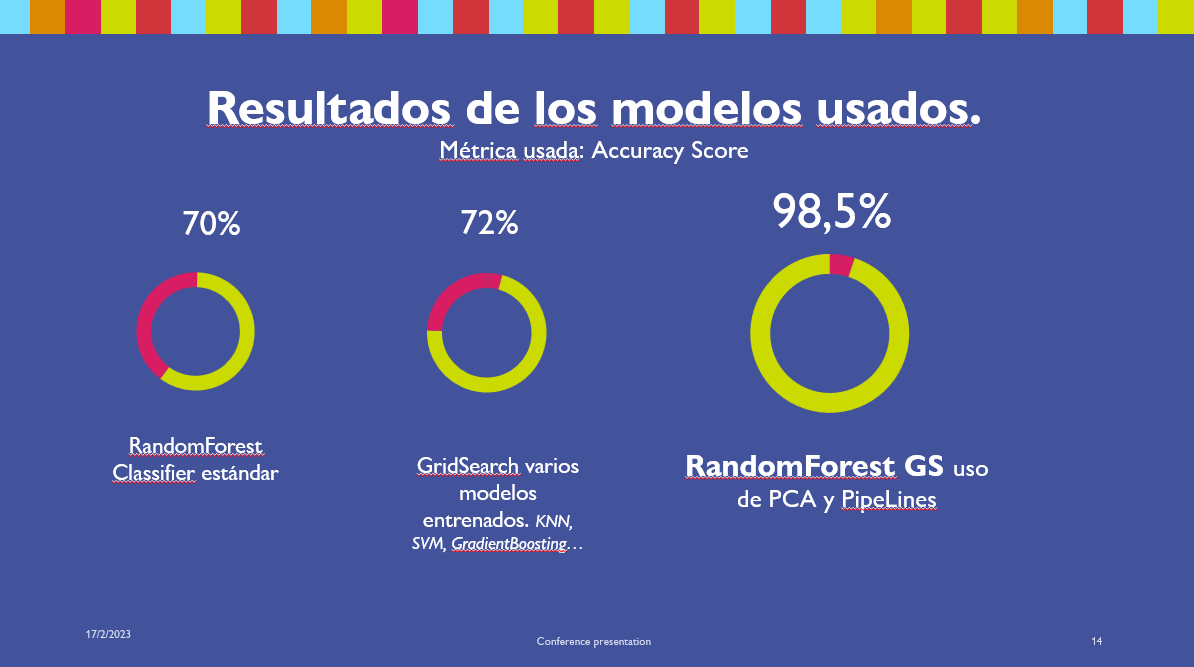 Resultados de los modelos usados.
Métrica usada: Accuracy Score
70%
72%
98,5%
RandomForest
Classifier estándar
GridSearch varios
modelos
entrenados. KNN,
SVM, GradientBoosting…
RandomForest GS uso
de PCA y PipeLines
17/2/2023
Conference presentation
14